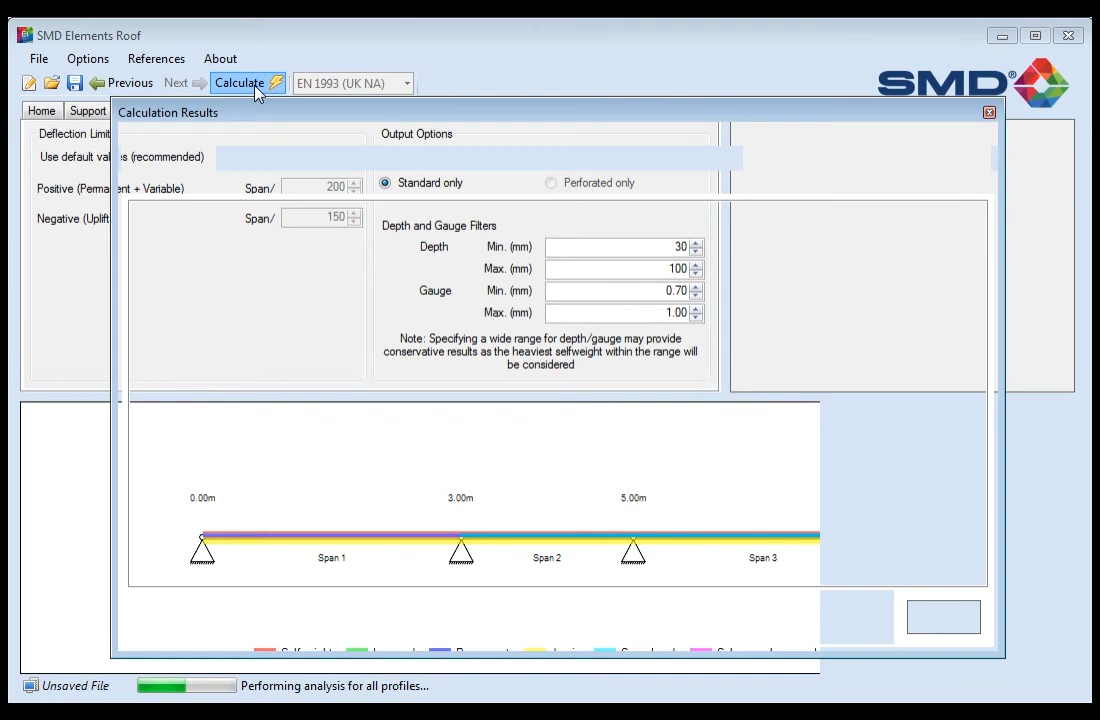 SMD Elements Roof
File Options References About
Previous Next Calculate EN 1993 (UK NA)
SMD®
Home Support
Calculation Results
Deflection Limit
Output Options
Use default val es (recommended)
Positive (Permanent + Variable) Span/ 200
Standard only Perforated only
Negative (Uplift Span/ 150
Depth and Gauge Filters
Depth Min. (mm) 30
Max. (mm) 100
Gauge Min. (mm) 0.70
Max. (mm) 1.00
Note: Specifying a wide range for depth/gauge may provide
conservative results as the heaviest selfweight within the range will
be considered
0.00m 3.00m 5.00m
Span 1 Span 2 Span 3
Unsaved File Performing analysis for all profiles...